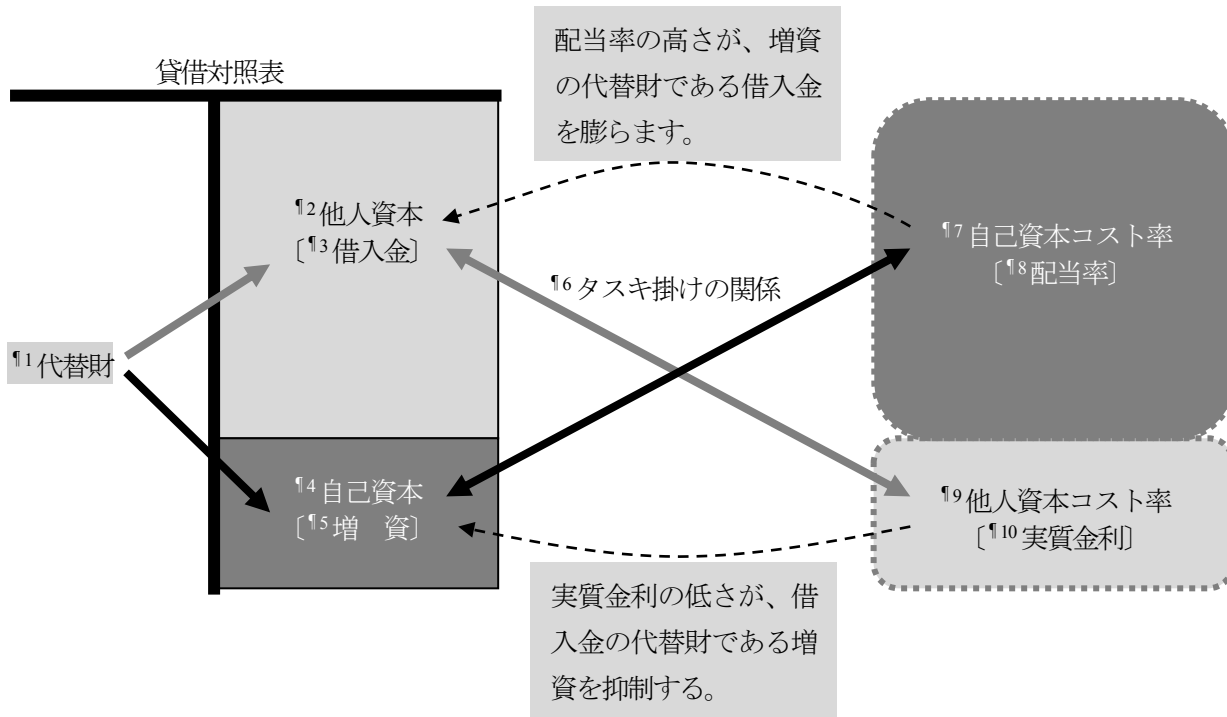 貸借対照表
配当率の高さが、増資
の代替財である借入金
を膨らます。
¶2他人資本
〔¶3借入金〕
¶7自己資本コスト率
〔¶8配当率〕
¶6タスキ掛けの関係
¶1代替財
¶4自己資本
〔¶5増　資〕
¶9他人資本コスト率
〔¶10実質金利〕
実質金利の低さが、借
入金の代替財である増
資を抑制する。